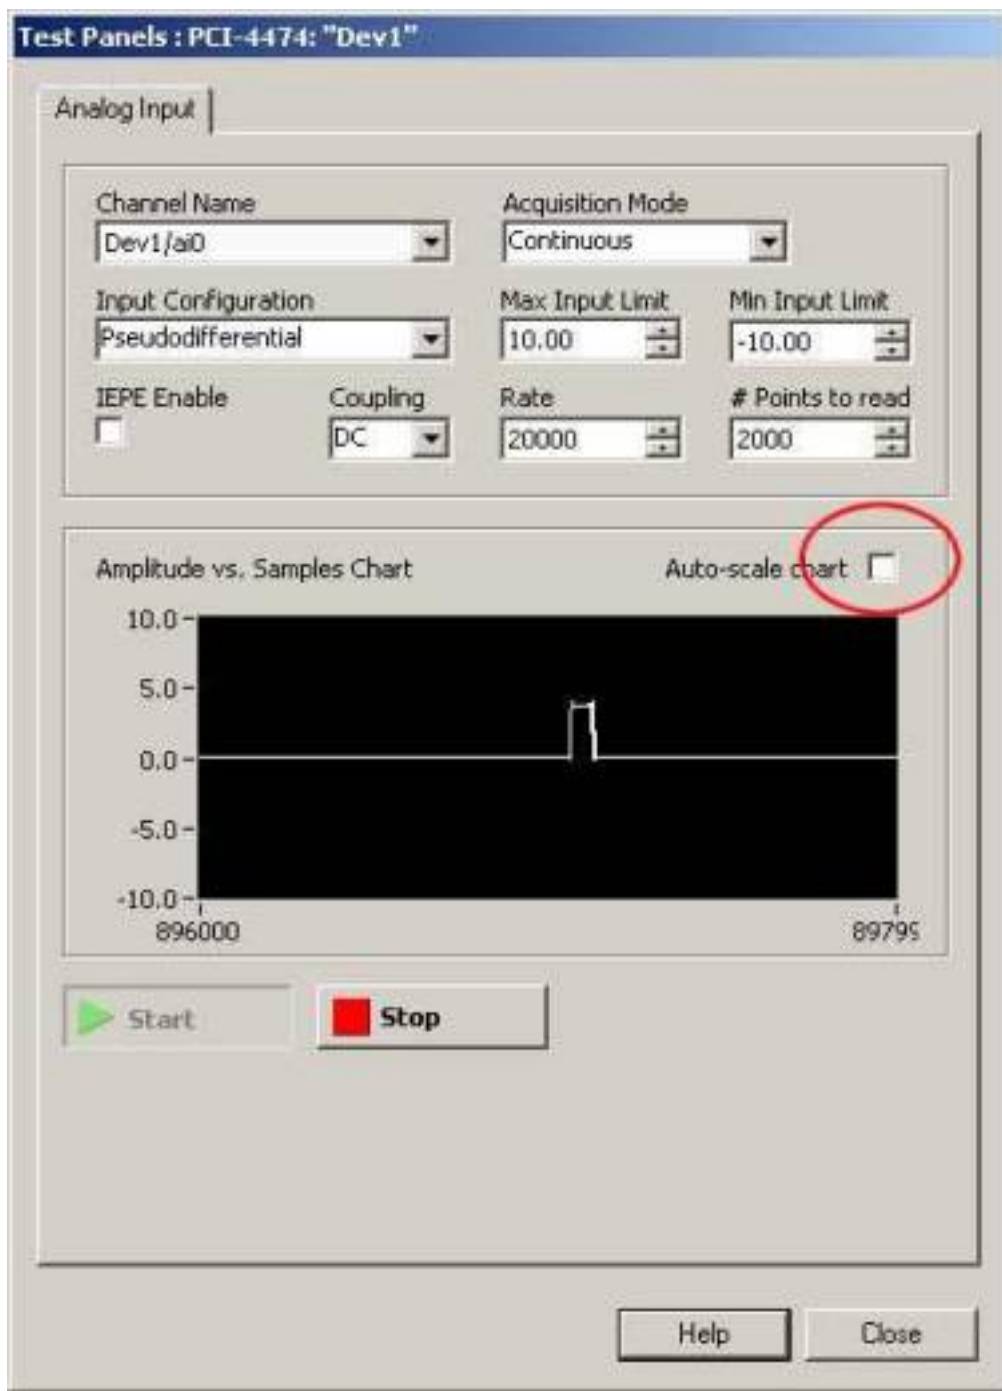 Test Panels : PCI-4474: "Dev1"
Analog Input
Channel Name
Acquisition Mode
Dev1/ai0
Continuous
Input Configuration
Max Input Limit
Min Input Limit
Pseudodifferential
10.00
-10.00
IEPE Enable
Coupling
Rate
# Points to read
DC
20000
2000
Amplitude vs. Samples Chart
Auto-scale chart
10.0
5.0
0.0
-5.0
-10.0
896000
Start
Stop
Help
Close